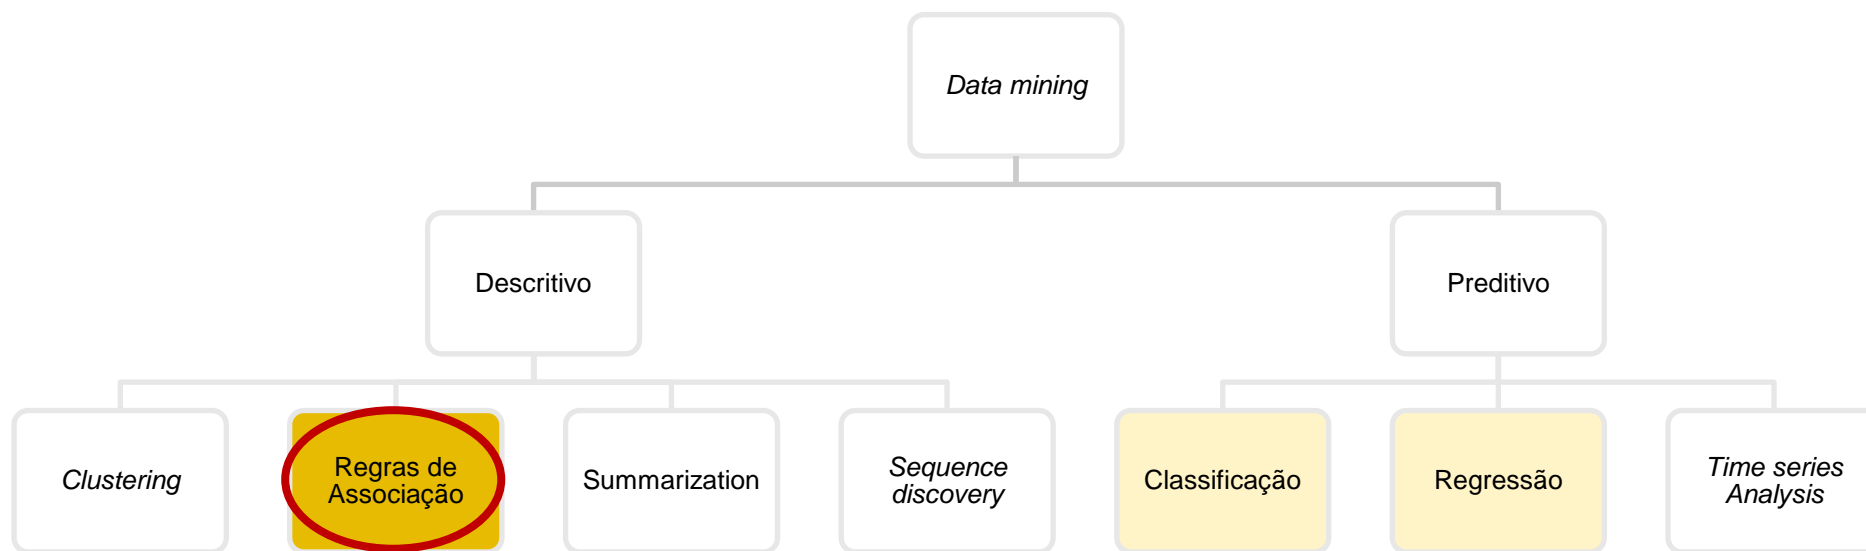 Data mining
Descritivo
Preditivo
Clustering
Regras de
Associação
Summarization
Sequence
discovery
Classificação
Regressão
Time series
Analysis